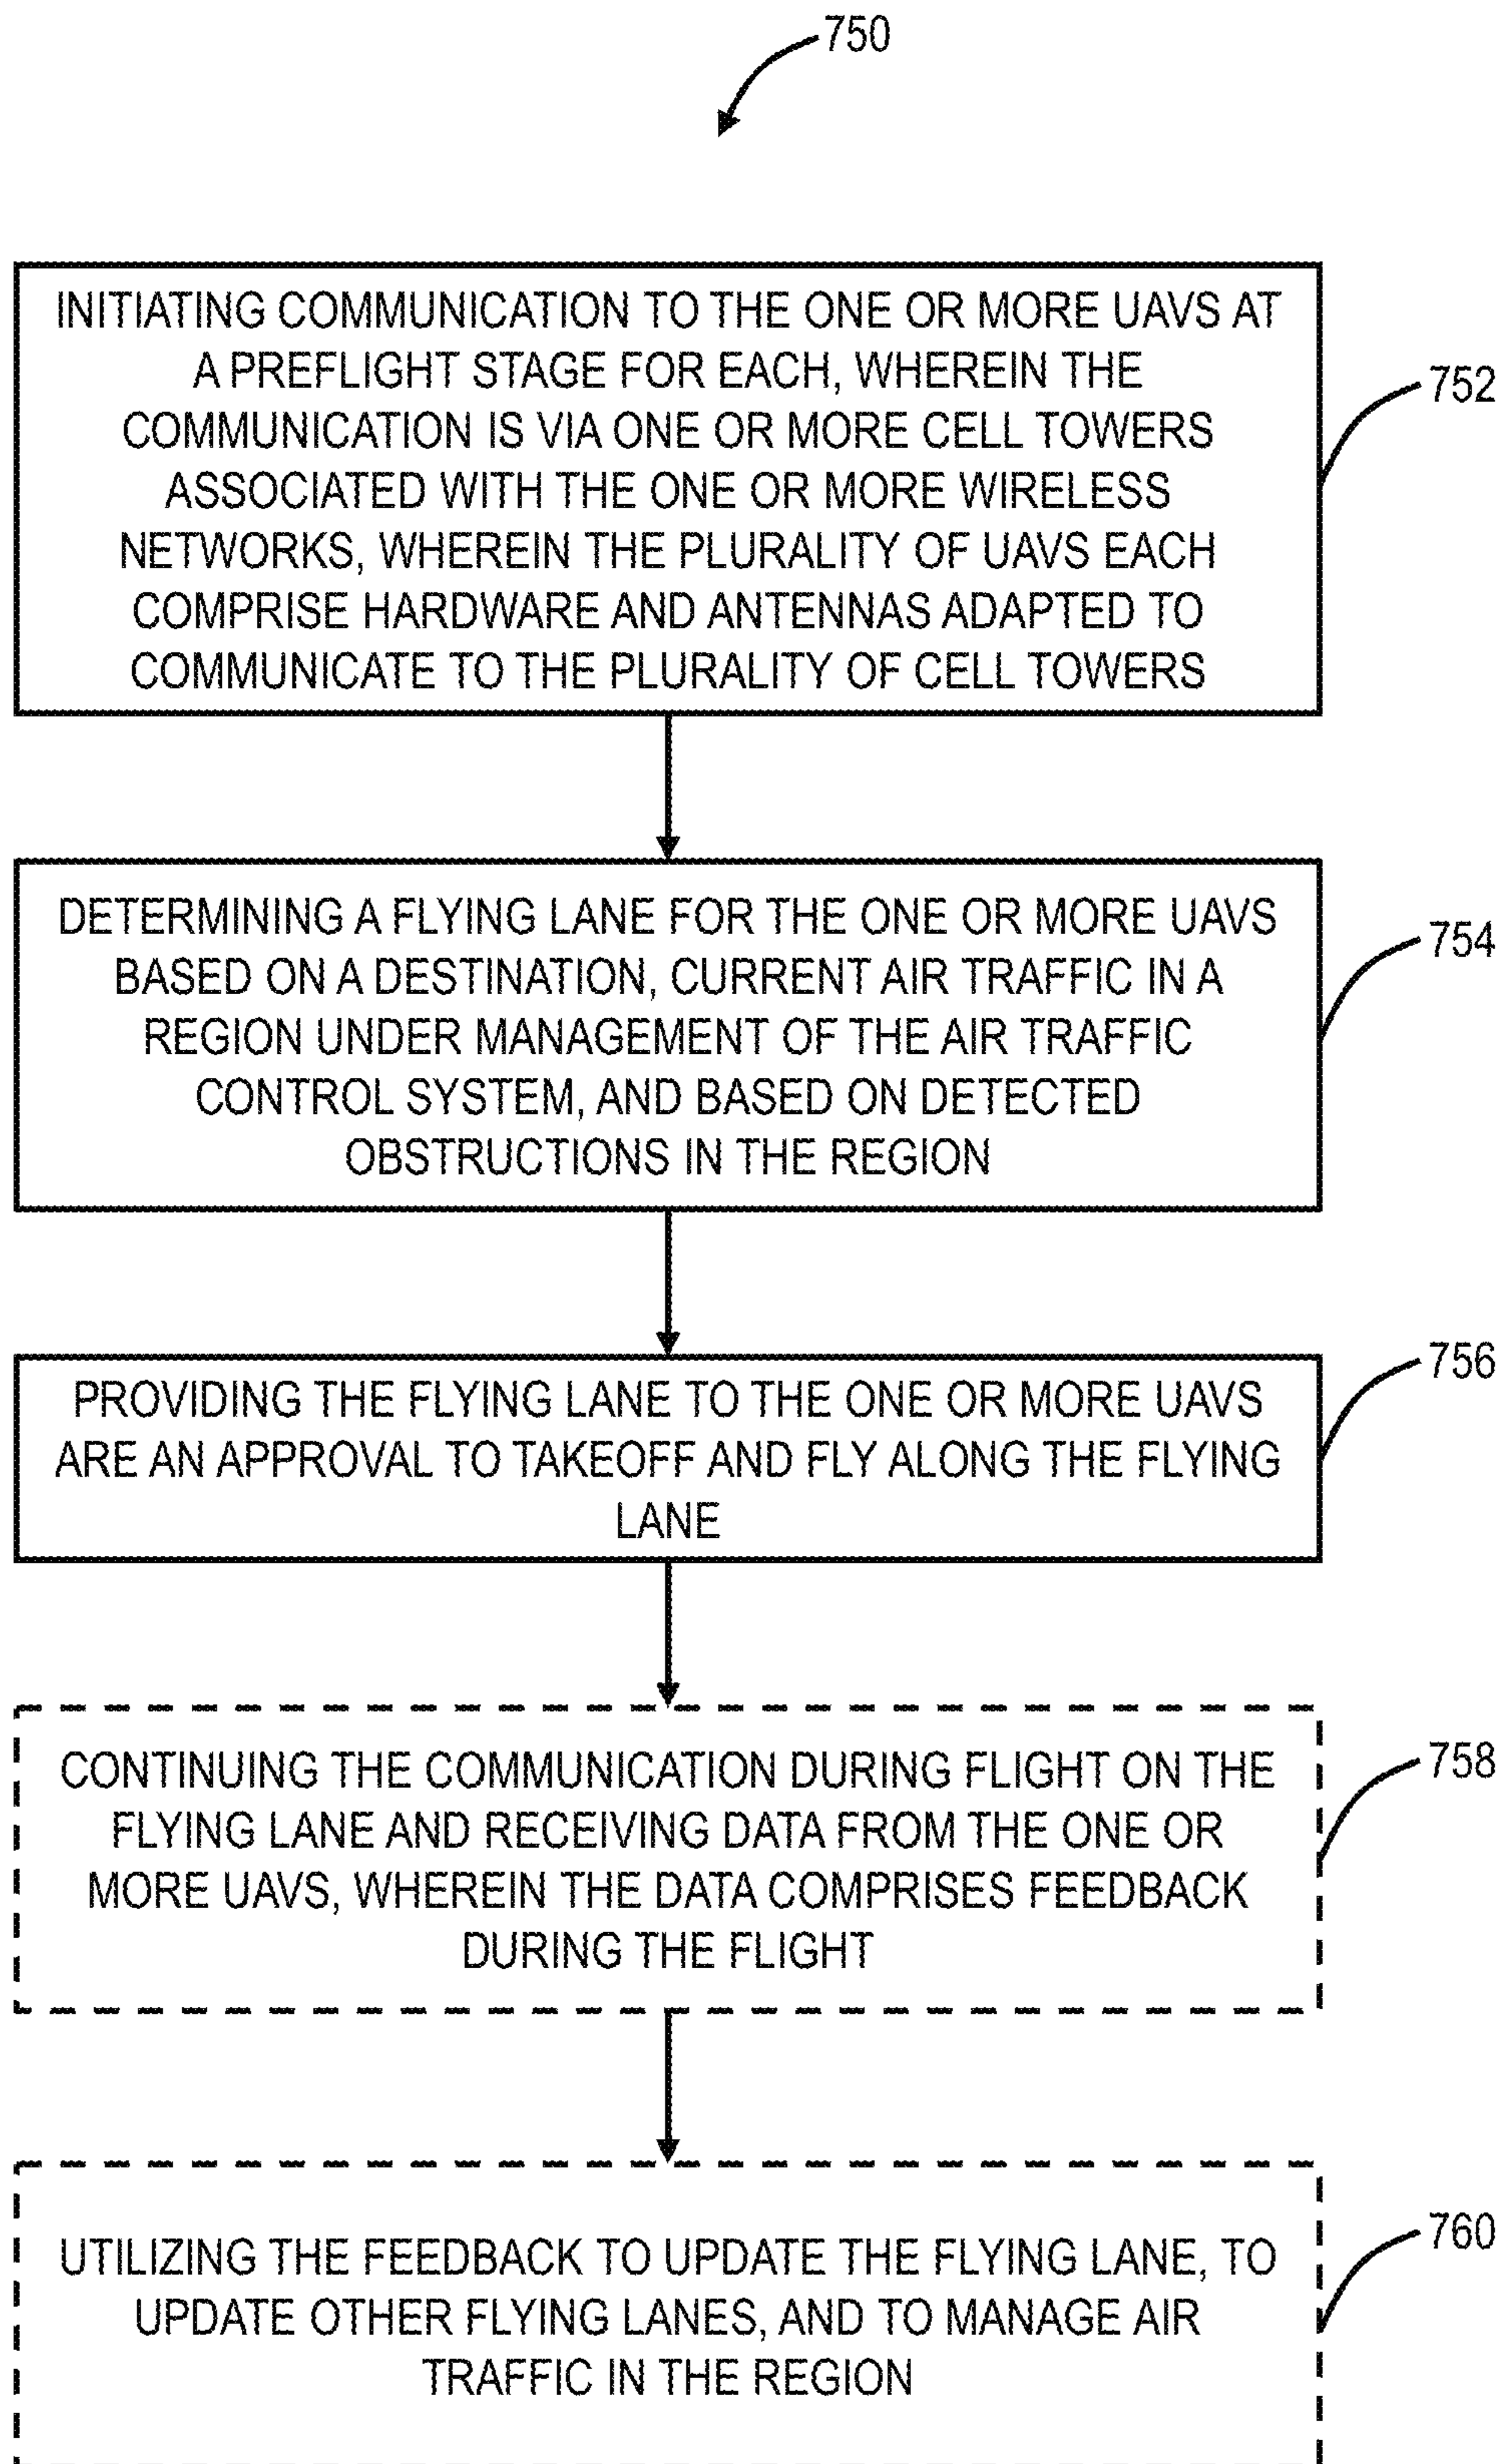 750
INITIATING COMMUNICATION TO THE ONE OR MORE UAVS AT
A PREFLIGHT STAGE FOR EACH, WHEREIN THE
COMMUNICATION IS VIA ONE OR MORE CELL TOWERS
ASSOCIATED WITH THE ONE OR MORE WIRELESS
NETWORKS, WHEREIN THE PLURALITY OF UAVS EACH
COMPRISE HARDWARE AND ANTENNAS ADAPTED TO
COMMUNICATE TO THE PLURALITY OF CELL TOWERS
752
DETERMINING A FLYING LANE FOR THE ONE OR MORE UAVS
BASED ON A DESTINATION, CURRENT AIR TRAFFIC IN A
REGION UNDER MANAGEMENT OF THE AIR TRAFFIC
CONTROL SYSTEM, AND BASED ON DETECTED
OBSTRUCTIONS IN THE REGION
754
PROVIDING THE FLYING LANE TO THE ONE OR MORE UAVS
ARE AN APPROVAL TO TAKEOFF AND FLY ALONG THE FLYING
LANE
756
CONTINUING THE COMMUNICATION DURING FLIGHT ON THE
FLYING LANE AND RECEIVING DATA FROM THE ONE OR
MORE UAVS, WHEREIN THE DATA COMPRISES FEEDBACK
DURING THE FLIGHT
758
UTILIZING THE FEEDBACK TO UPDATE THE FLYING LANE, TO
UPDATE OTHER FLYING LANES, AND TO MANAGE AIR
TRAFFIC IN THE REGION
760